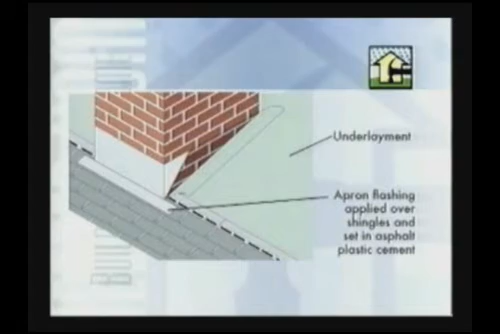 Underlayment
Apron flashing
applied over
shingles and
set in asphalt
plastic cement